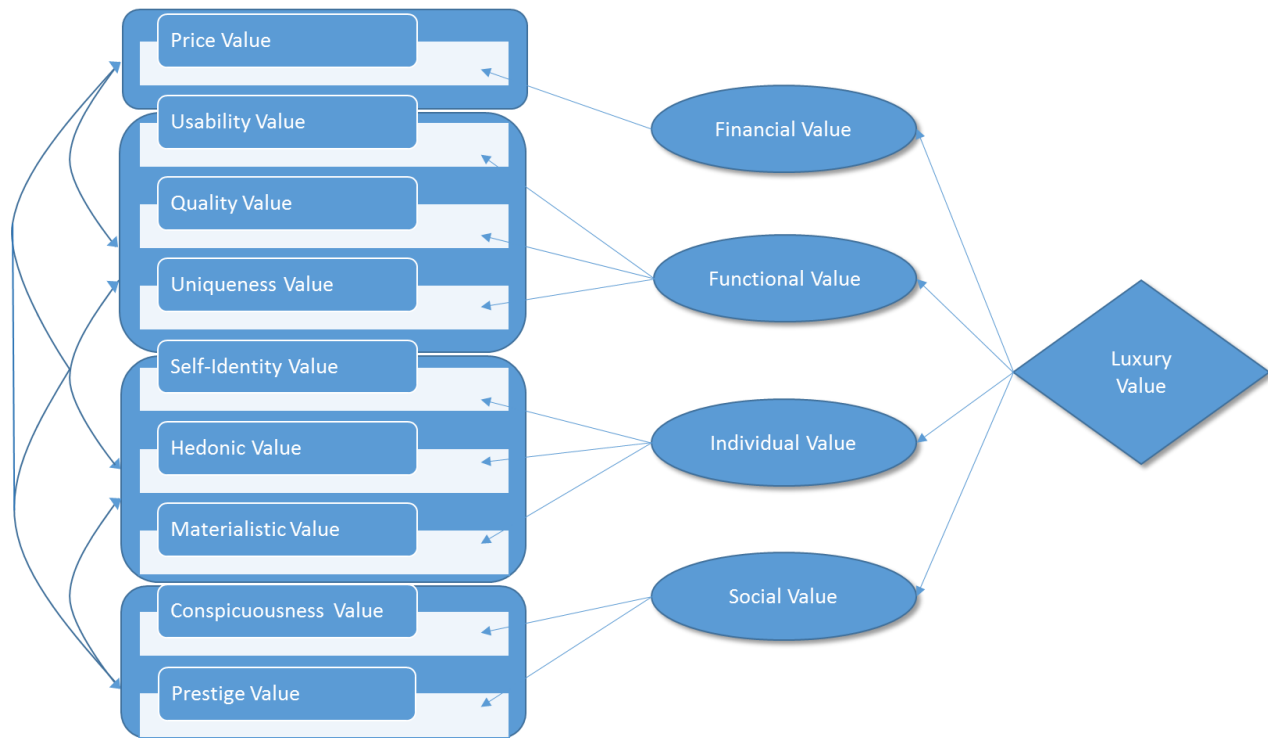 Price Value
Usability Value
Quality Value
Uniqueness Value
Self-Identity Value
Hedonic Value
Materialistic Value
Conspicuousness Value
Prestige Value
Financial Value
Functional Value
Individual Value
Social Value
Luxury
Value